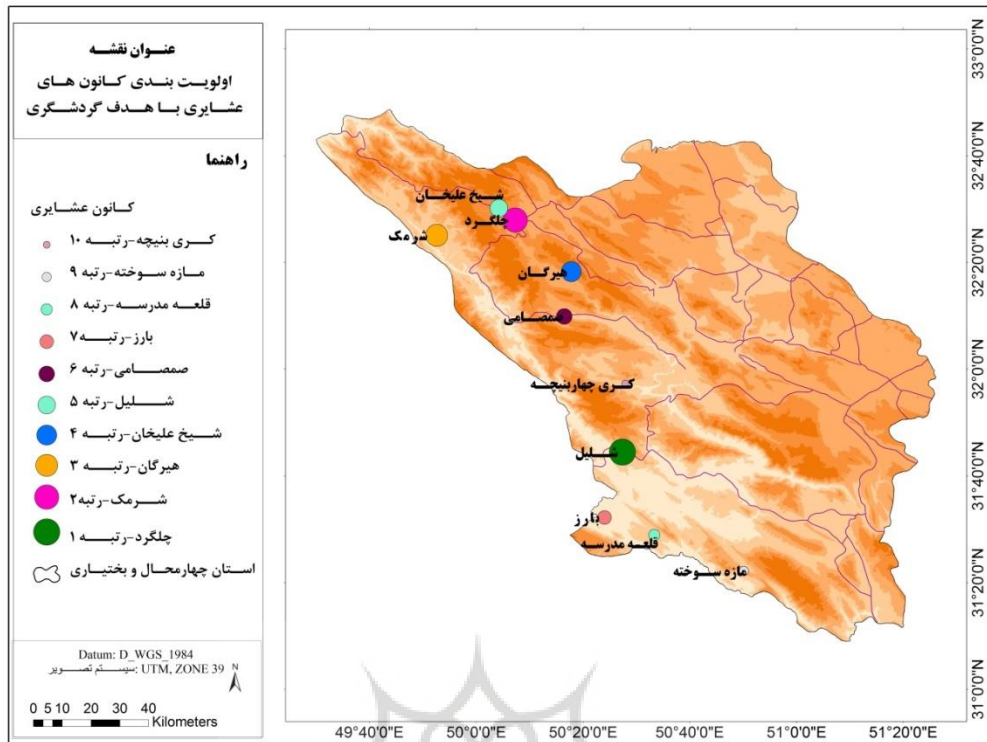 عنوان نقشه
اولویت بندی کانون های
عشایری با هدف گردشگری
راهنما
کانون عشایری
کری بنیچه-رتبه ۱۰
مازه سوخته-رتبه ۹
قلعه مدرسه-رتبه ۸
بارز-رتبه۷
صمصامی-رتبه ۶
شلیل-رتبه ۵
شیخ علیخان-رتبه ۴
هیرگان-رتبه ۳
شرمک-رتبه۲
چلگرد-رتبه ۱
استان چهارمحال و بختیاری
Datum: D_WGS_1984
سیستم تصویر: UTM, ZONE 39
N
0 5 10 20 30 40
Kilometers
شیخ علیخان
چلگرد
شرمک
هیرگان
صمصامی
کری چهاربنیچه
شلیل
بارز
قلعه مدرسه
مازه سوخته
33°0'0"N
32°40'0"N
32°20'0"N
32°0'0"N
31°40'0"N
31°20'0"N
31°0'0"N
49°40'0"E 50°0'0"E 50°20'0"E 50°40'0"E 51°0'0"E 51°20'0"E